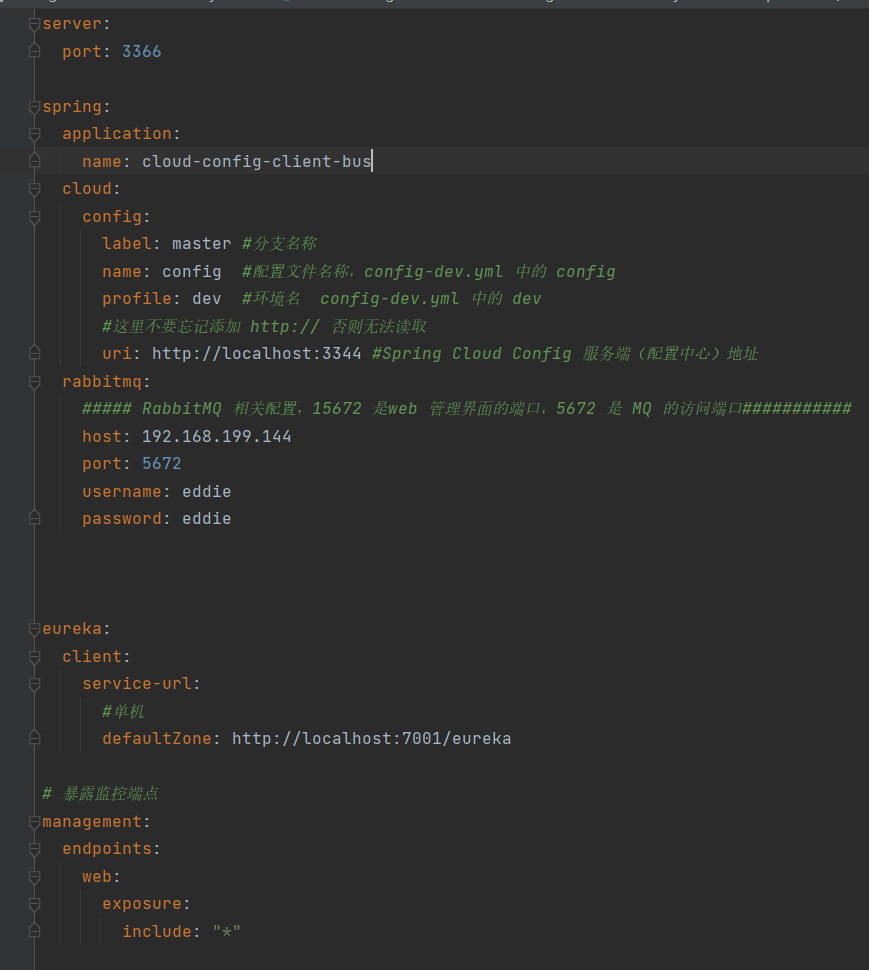 server:
  port: 3366
spring:
  application:
    name: cloud-config-client-bus
  cloud:
    config:
      label: master #分支名称
      name: config  #配置文件名称，config-dev.yml 中的 config
      profile: dev  #环境名  config-dev.yml 中的 dev
      #这里不要忘记添加 http:// 否则无法读取
      uri: http://localhost:3344 #Spring Cloud Config 服务端（配置中心）地址
  rabbitmq:
    ##### RabbitMQ 相关配置，15672 是web 管理界面的端口，5672 是 MQ 的访问端口###########
    host: 192.168.199.144
    port: 5672
    username: eddie
    password: eddie
eureka:
  client:
    service-url:
      #单机
      defaultZone: http://localhost:7001/eureka
# 暴露监控端点
management:
  endpoints:
    web:
      exposure:
        include: "*"